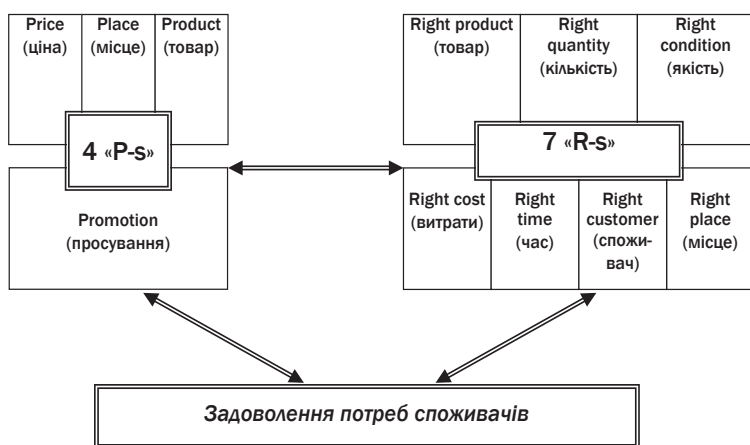 Price
(ціна)
Place
(місце)
Product
(товар)
4 «P-s»
Promotion
(просування)
Right product
(товар)
Right
quantity
(кількість)
Right
condition
(якість)
7 «R-s»
Right cost
(витрати)
Right
time
(час)
Right
customer
(спожи-
вач)
Right
place
(місце)
Задоволення потреб споживачів